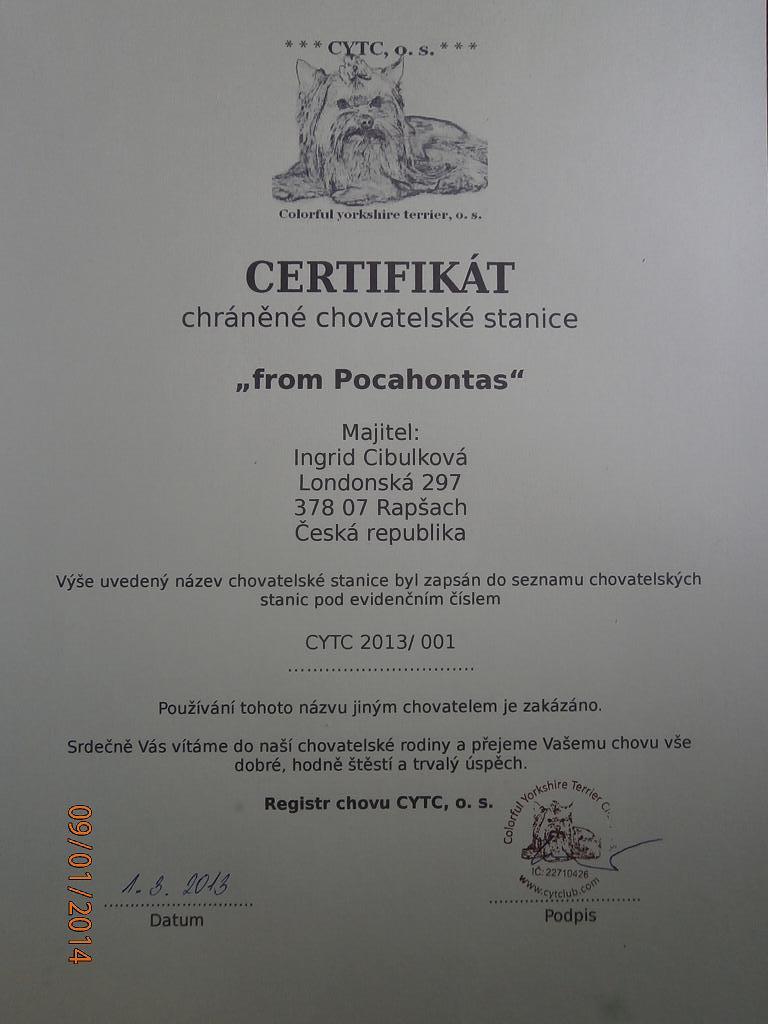 * * * CYTC, o. s. * * *
Colorful yorkshire terrier, o. s.
CERTIFIKÁT
chráněné chovatelské stanice
„from Pocahontas“
Majitel:
Ingrid Cibulková
Londonská 297
378 07 Rapšach
Česká republika
Výše uvedený název chovatelské stanice byl zapsán do seznamu chovatelských
stanic pod evidenčním číslem
CYTC 2013/ 001
Používání tohoto názvu jiným chovatelem je zakázáno.
Srdečně Vás vítáme do naší chovatelské rodiny a přejeme Vašemu chovu vše
dobré, hodně štěstí a trvalý úspěch.
Registr chovu CYTC, o. s.
Colorful Yorkshire Terrier
IČ: 22710426
www.cytclub.com
1. 3. 2013
Datum
Podpis
09/01/2014